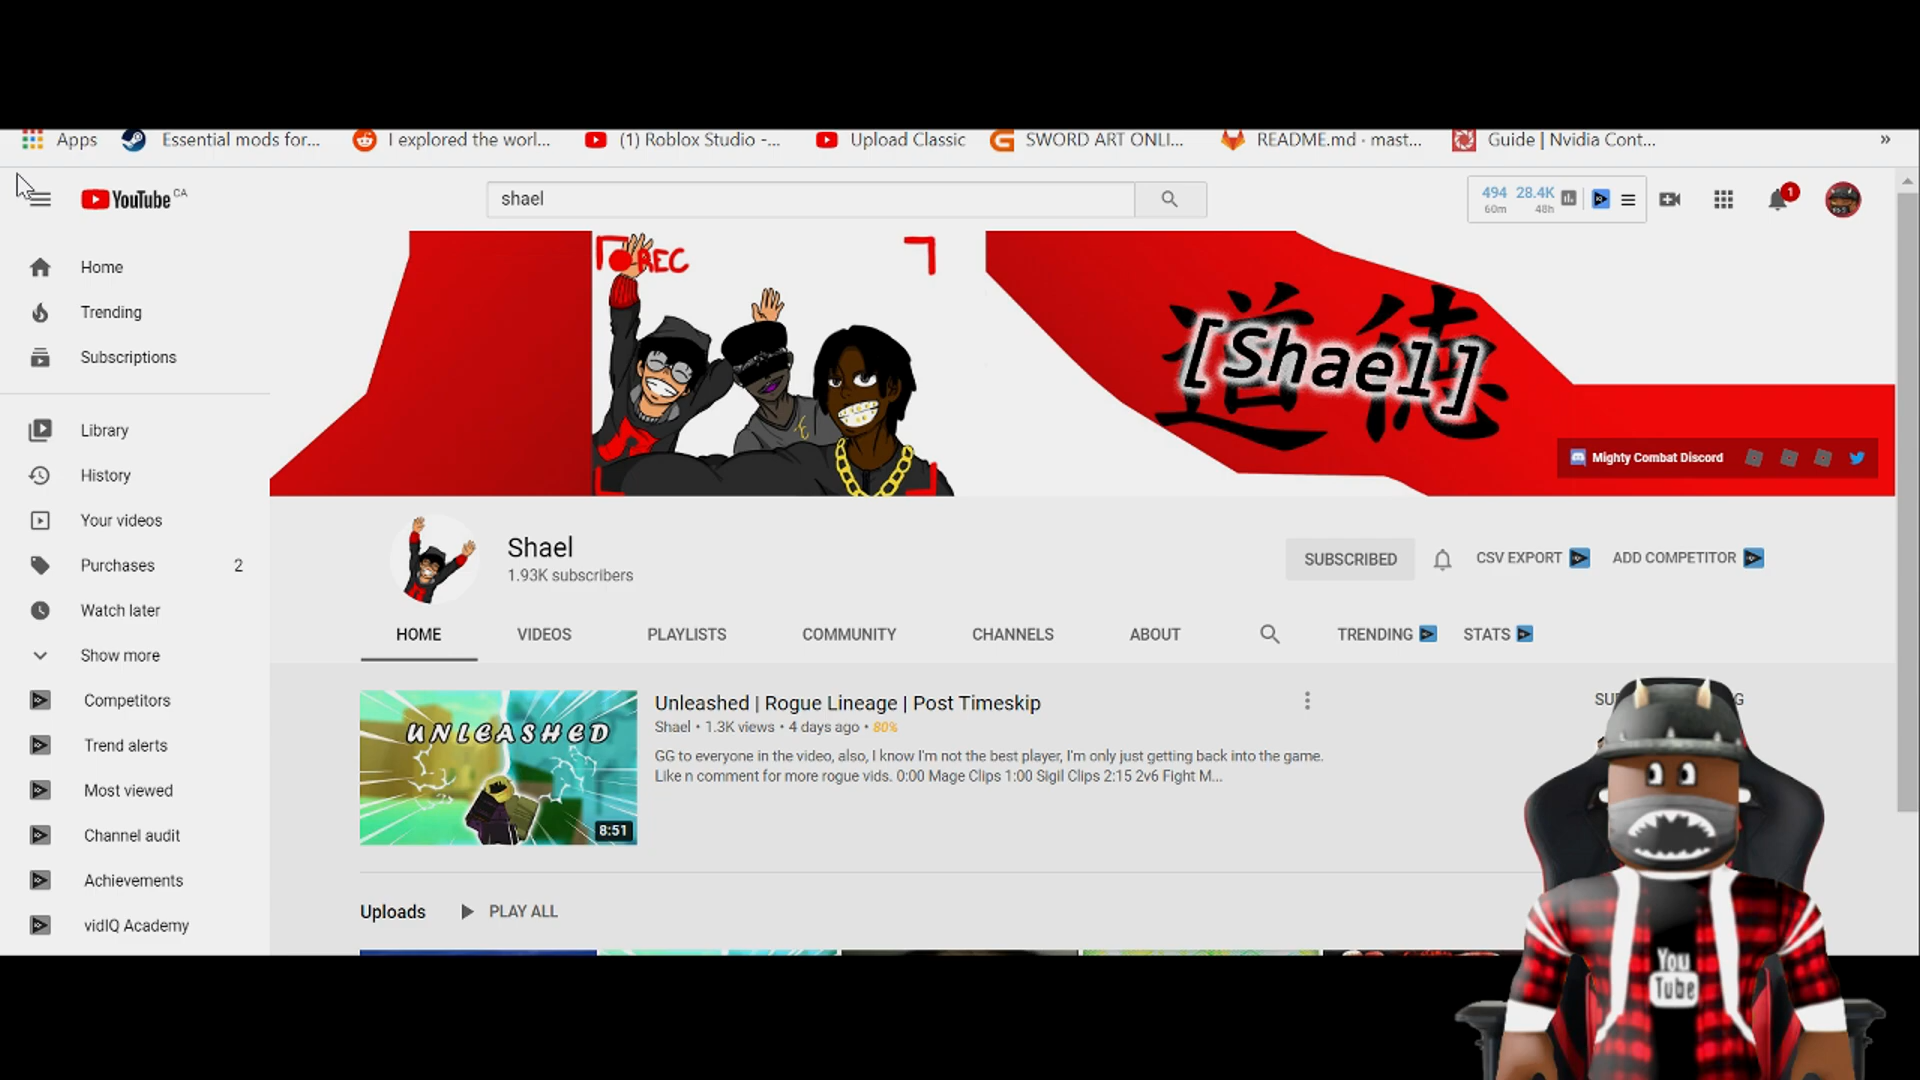 Apps
Essential mods for...
I explored the worl...
(1) Roblox Studio -...
Upload Classic
SWORD ART ONLI...
README.md · mast...
Guide | Nvidia Cont...
»
YouTube CA
shael
494 28.4K
60m 48h
1
Home
Trending
Subscriptions
Library
History
Your videos
Purchases 2
Watch later
Show more
Competitors
Trend alerts
Most viewed
Channel audit
Achievements
vidIQ Academy
REC
道徳
[Shael]
Mighty Combat Discord
Shael
1.93K subscribers
SUBSCRIBED
CSV EXPORT
ADD COMPETITOR
HOME
VIDEOS
PLAYLISTS
COMMUNITY
CHANNELS
ABOUT
TRENDING
STATS
UNLEASHED
8:51
Unleashed | Rogue Lineage | Post Timeskip
Shael • 1.3K views • 4 days ago • 80%
GG to everyone in the video, also, I know I'm not the best player, I'm only just getting back into the game.
Like n comment for more rogue vids. 0:00 Mage Clips 1:00 Sigil Clips 2:15 2v6 Fight M...
Uploads
PLAY ALL
You
Tube